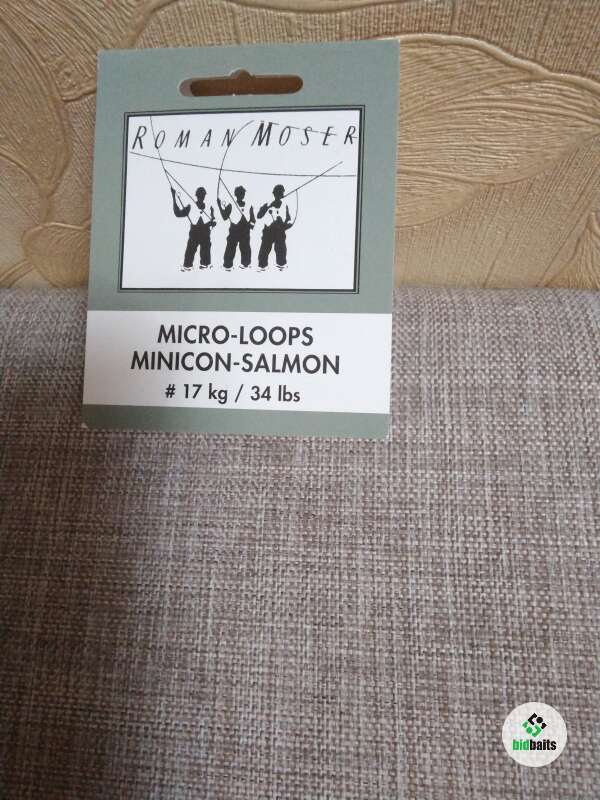 ROMAN MOSER
MICRO-LOOPS
MINICON-SALMON
# 17 kg / 34 lbs
bidbaits